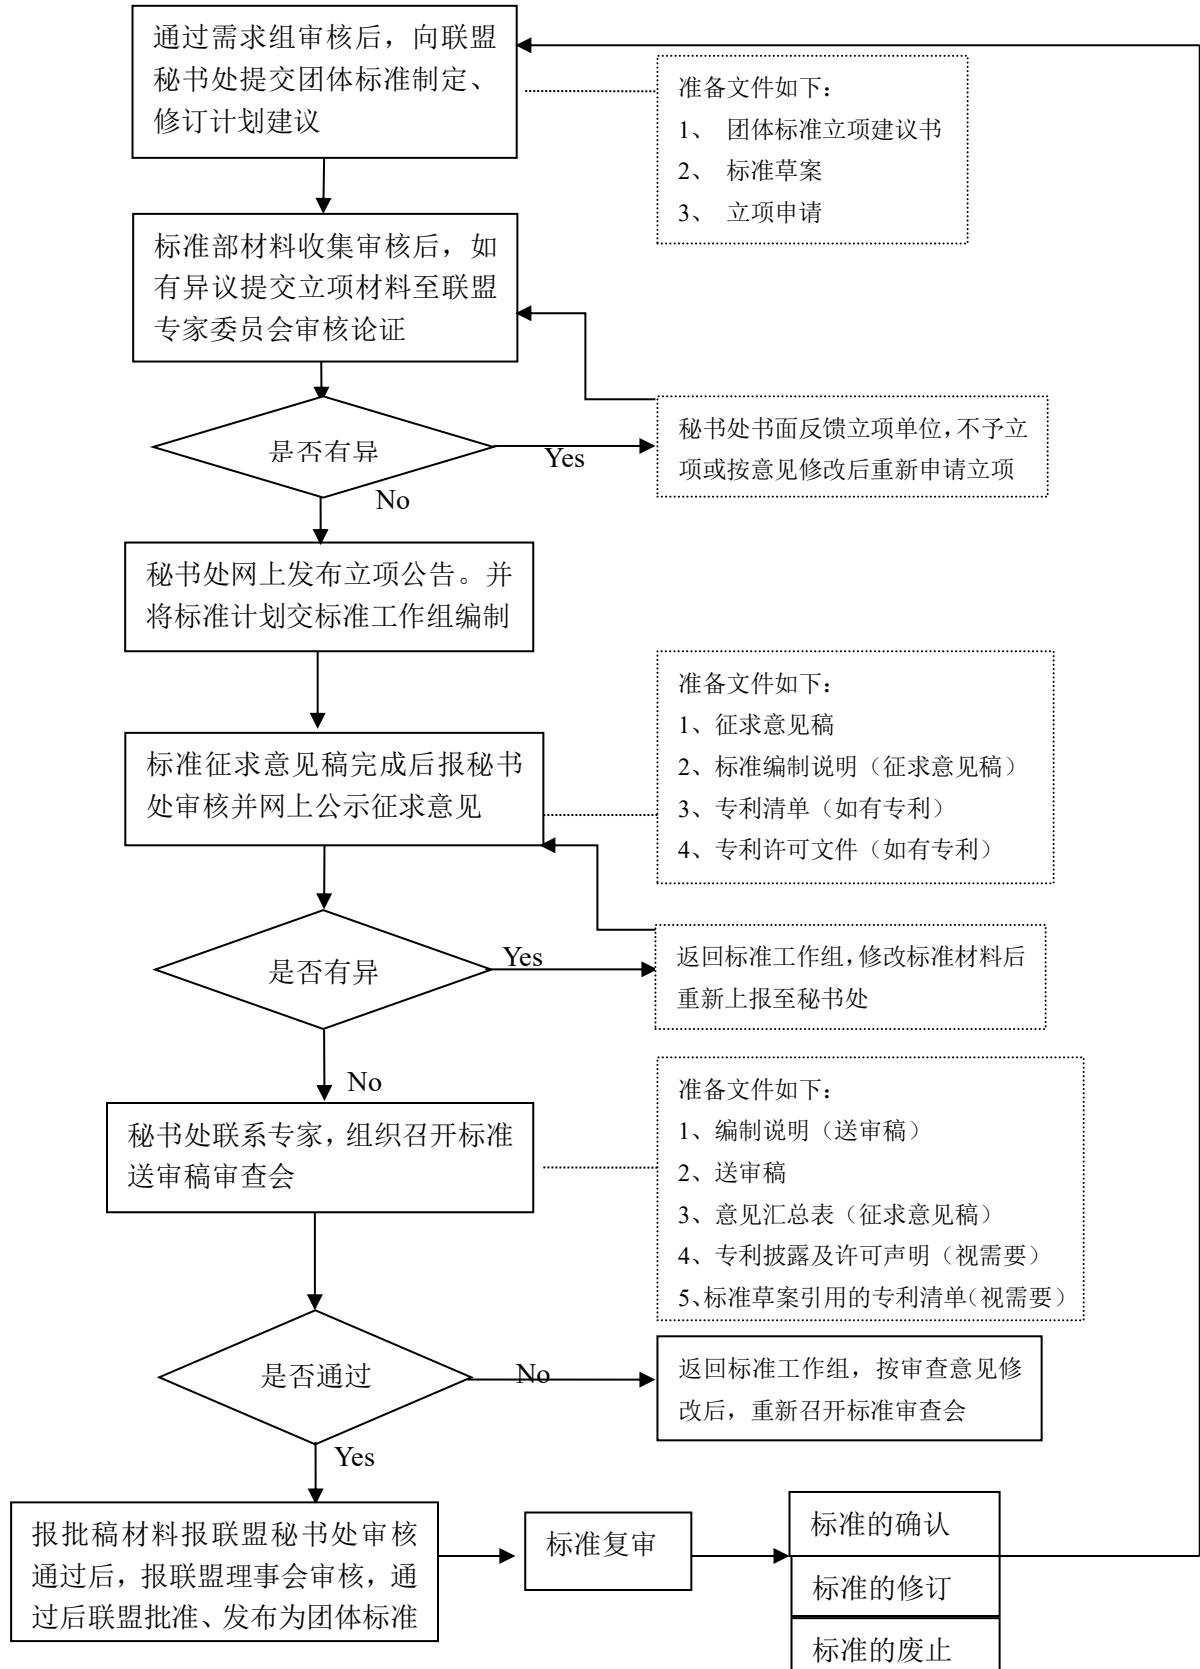 通过需求组审核后，向联盟
秘书处提交团体标准制定、
修订计划建议
准备文件如下：
1、 团体标准立项建议书
2、 标准草案
3、 立项申请
标准部材料收集审核后，如
有异议提交立项材料至联盟
专家委员会审核论证
是否有异
Yes
秘书处书面反馈立项单位，不予立
项或按意见修改后重新申请立项
No
秘书处网上发布立项公告。并
将标准计划交标准工作组编制
准备文件如下：
1、征求意见稿
2、标准编制说明（征求意见稿）
3、专利清单（如有专利）
4、专利许可文件（如有专利）
标准征求意见稿完成后报秘书
处审核并网上公示征求意见
是否有异
Yes
返回标准工作组，修改标准材料后
重新上报至秘书处
No
秘书处联系专家，组织召开标准
送审稿审查会
准备文件如下：
1、编制说明（送审稿）
2、送审稿
3、意见汇总表（征求意见稿）
4、专利披露及许可声明（视需要）
5、标准草案引用的专利清单（视需要）
是否通过
No
返回标准工作组，按审查意见修
改后，重新召开标准审查会
Yes
报批稿材料报联盟秘书处审核
通过后，报联盟理事会审核，通
过后联盟批准、发布为团体标准
标准复审
标准的确认
标准的修订
标准的废止